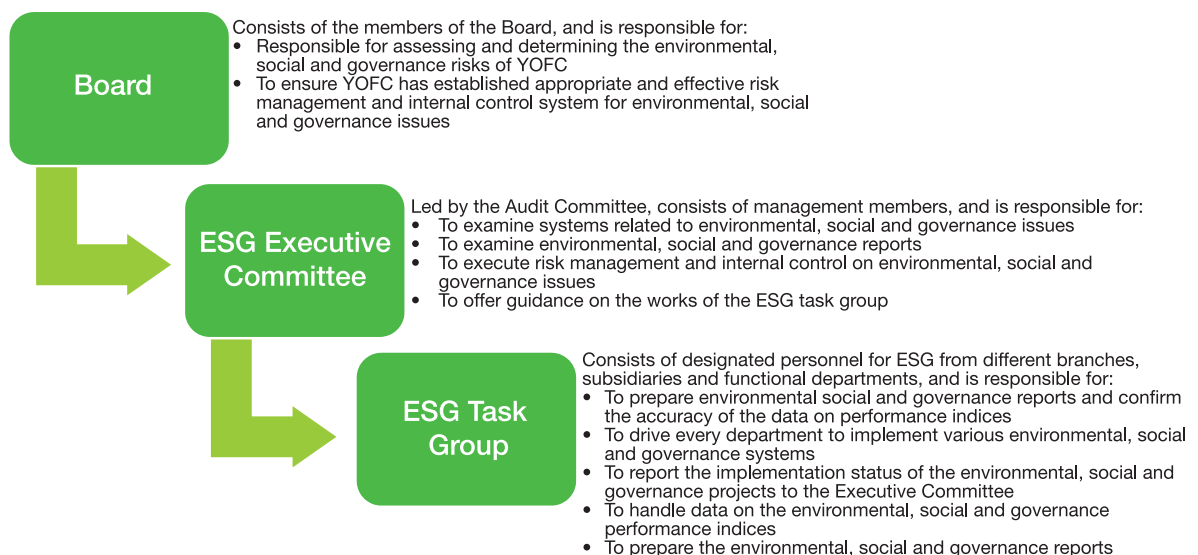 Board
Consists of the members of the Board, and is responsible for:
• Responsible for assessing and determining the environmental,
social and governance risks of YOFC
• To ensure YOFC has established appropriate and effective risk
management and internal control system for environmental, social
and governance issues
ESG Executive
Committee
Led by the Audit Committee, consists of management members, and is responsible for:
• To examine systems related to environmental, social and governance issues
• To examine environmental, social and governance reports
• To execute risk management and internal control on environmental, social and
governance issues
• To offer guidance on the works of the ESG task group
ESG Task
Group
Consists of designated personnel for ESG from different branches,
subsidiaries and functional departments, and is responsible for:
• To prepare environmental social and governance reports and confirm
the accuracy of the data on performance indices
• To drive every department to implement various environmental, social
and governance systems
• To report the implementation status of the environmental, social and
governance projects to the Executive Committee
• To handle data on the environmental, social and governance
performance indices
• To prepare the environmental, social and governance reports